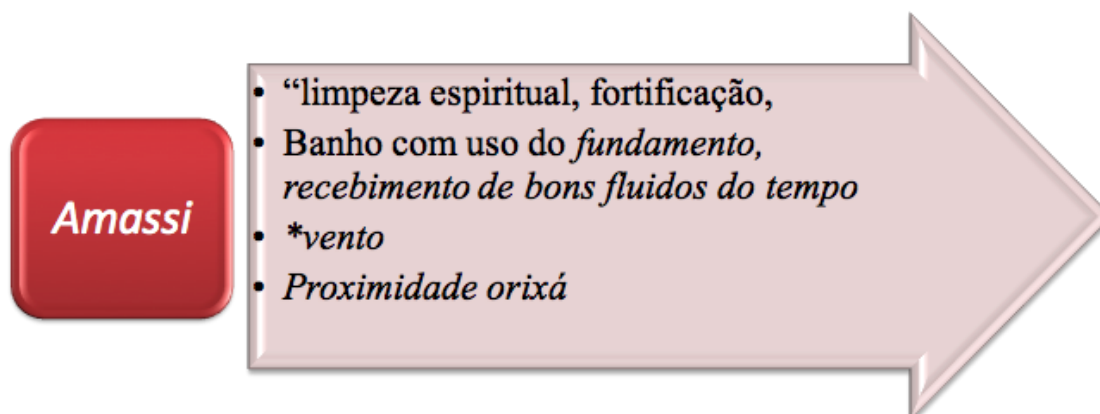 Amassi
• “limpeza espiritual, fortificação,
• Banho com uso do fundamento,
recebimento de bons fluidos do tempo
• *vento
• Proximidade orixá